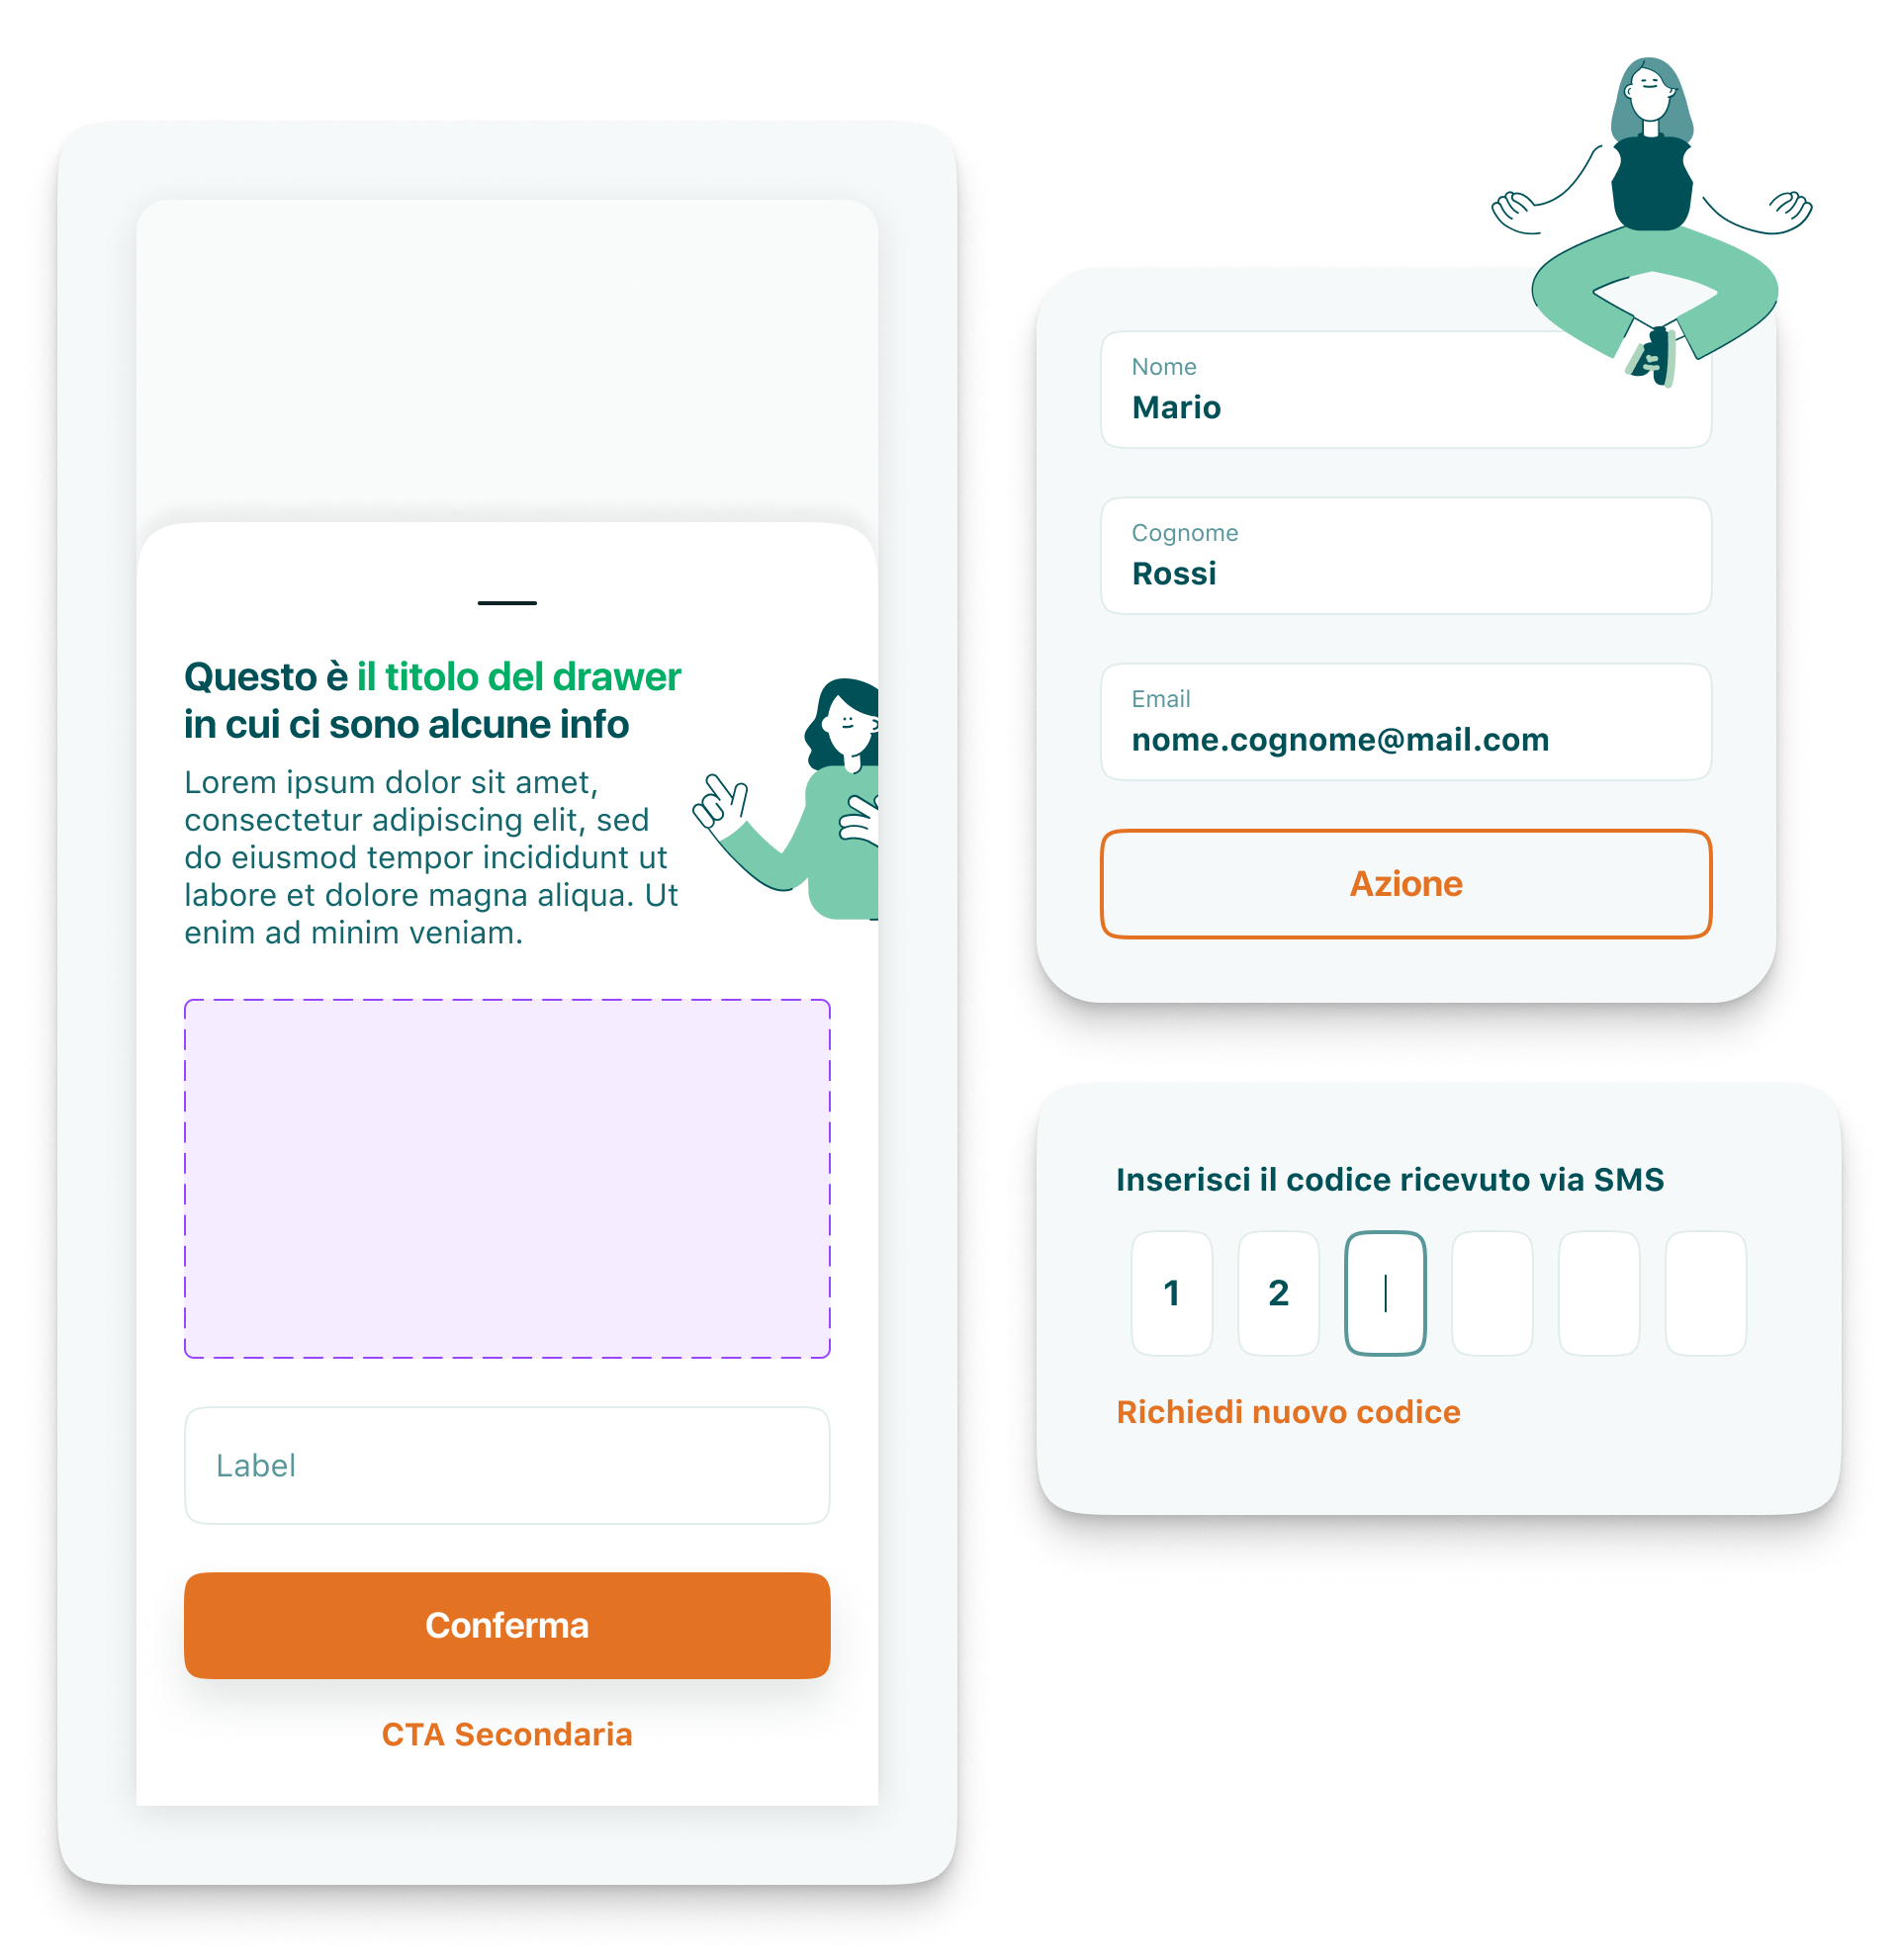 Questo è il titolo del drawer
in cui ci sono alcune info
Lorem ipsum dolor sit amet,
consectetur adipiscing elit, sed
do eiusmod tempor incididunt ut
labore et dolore magna aliqua. Ut
enim ad minim veniam.
Label
Conferma
CTA Secondaria
Nome
Mario
Cognome
Rossi
Email
nome.cognome@mail.com
Azione
Inserisci il codice ricevuto via SMS
1 2
Richiedi nuovo codice